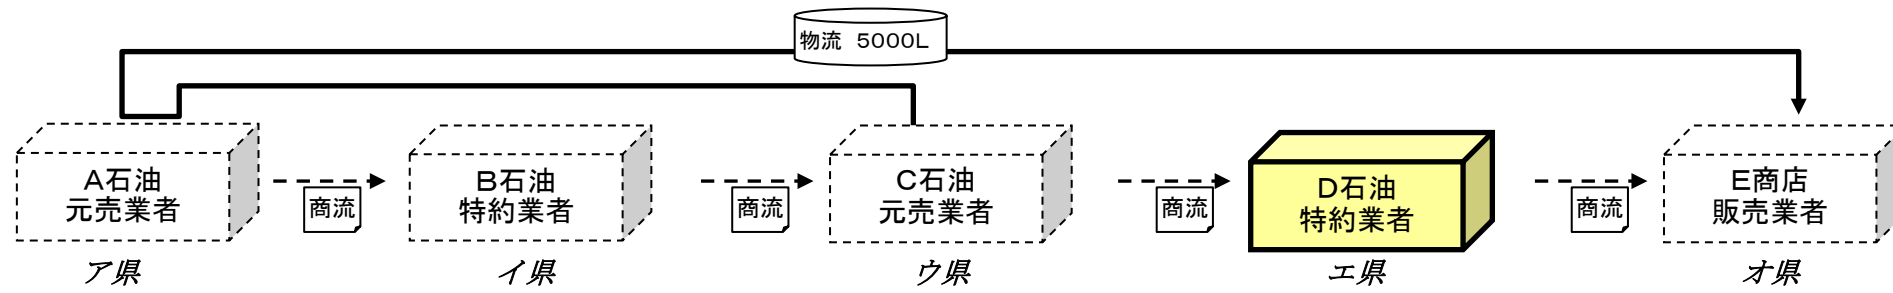 物流 5000L
A石油
元売業者
商流
B石油
特約業者
商流
C石油
元売業者
商流
D石油
特約業者
商流
E商店
販売業者
ア県
イ県
ウ県
エ県
オ県